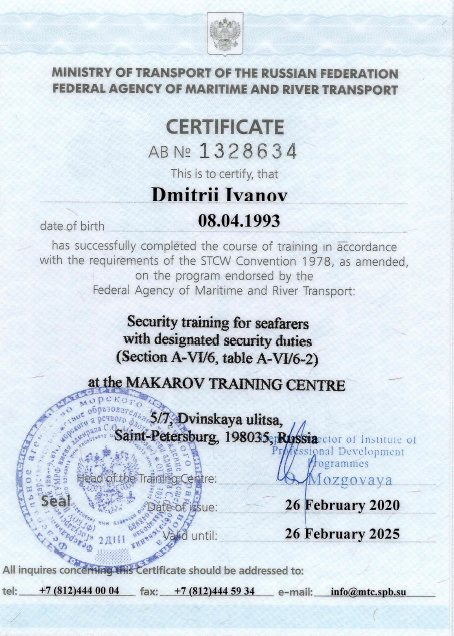 MINISTRY OF TRANSPORT OF THE RUSSIAN FEDERATION
FEDERAL AGENCY OF MARITIME AND RIVER TRANSPORT
CERTIFICATE
AB № 1328634
This is to certify, that
Dmitrii Ivanov
date of birth 08.04.1993
has successfully completed the course of training in accordance
with the requirements of the STCW Convention 1978, as amended,
on the program endorsed by the
Federal Agency of Maritime and River Transport:
Security training for seafarers
with designated security duties
(Section A-VI/6, table A-VI/6-2)
at the MAKAROV TRAINING CENTRE
5/7, Dvinskaya ulitsa,
Saint-Petersburg, 198035, Russia
Director of Institute of
Professional Development
Programmes
Head of the Training Centre: Mozgovaya
Seal
Date of issue: 26 February 2020
Valid until: 26 February 2025
All inquires concerning this Certificate should be addressed to:
tel: +7 (812)444 00 04 fax: +7 (812)444 59 34 e-mail: info@mtc.spb.su